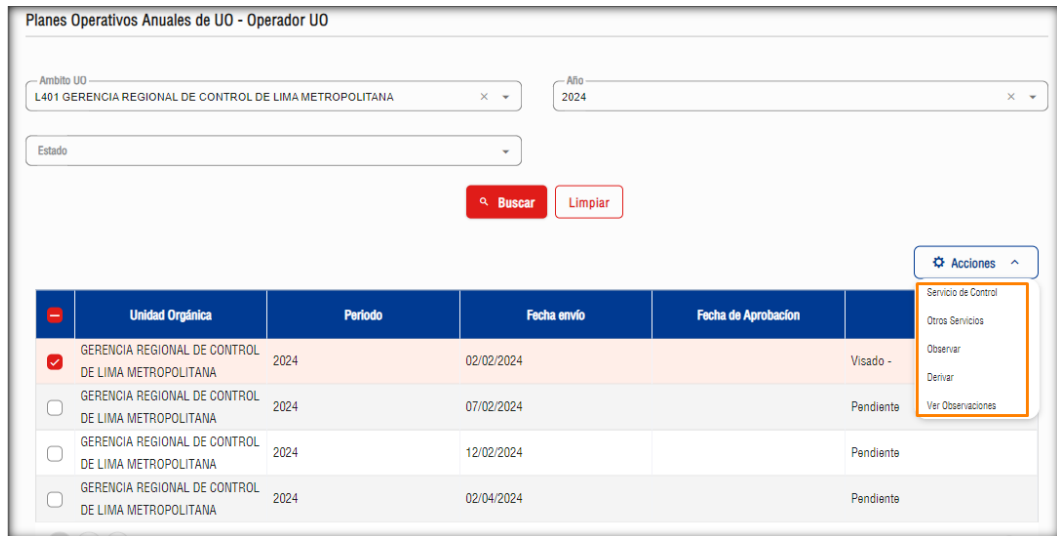 Planes Operativos Anuales de UO - Operador UO
Ambito UO
L401 GERENCIA REGIONAL DE CONTROL DE LIMA METROPOLITANA
Año
2024
Estado
Buscar
Limpiar
Acciones
Servicio de Control
Otros Servicios
Observar
Derivar
Ver Observaciones
Unidad Orgánica
Periodo
Fecha envío
Fecha de Aprobacíon
GERENCIA REGIONAL DE CONTROL
DE LIMA METROPOLITANA
2024
02/02/2024
Visado -
GERENCIA REGIONAL DE CONTROL
DE LIMA METROPOLITANA
2024
07/02/2024
Pendiente
GERENCIA REGIONAL DE CONTROL
DE LIMA METROPOLITANA
2024
12/02/2024
Pendiente
GERENCIA REGIONAL DE CONTROL
DE LIMA METROPOLITANA
2024
02/04/2024
Pendiente